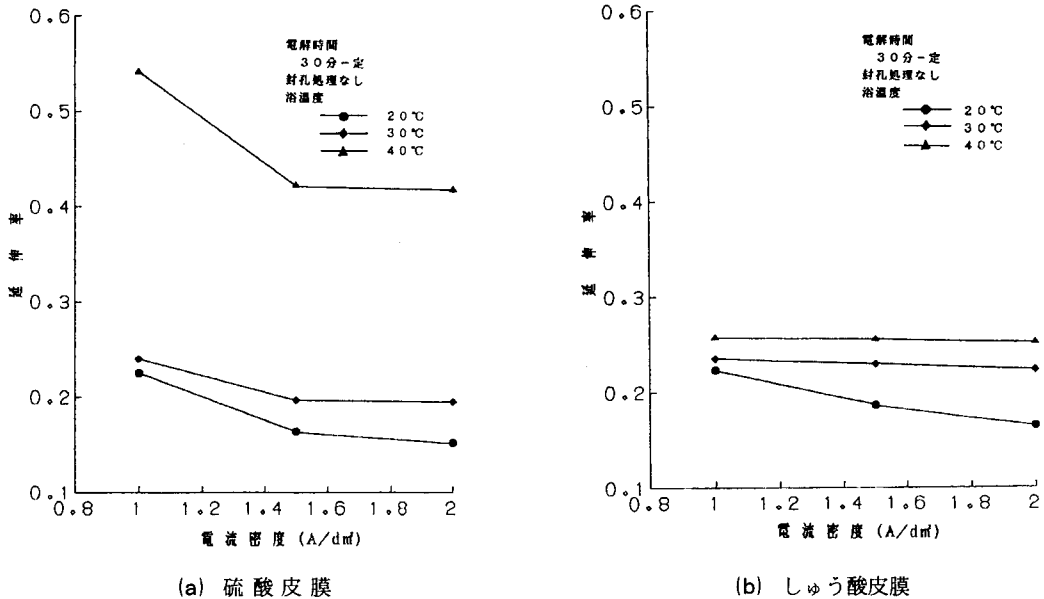 0.6
0.5
0.4
0.3
0.2
0.1
延伸率
電解時間
30分一定
封孔処理なし
浴温度
20℃
30℃
40℃
0.8 1 1.2 1.4 1.6 1.8 2
電流密度(A/d㎡)
(a) 硫酸皮膜
0.6
0.5
0.4
0.3
0.2
0.1
延伸率
電解時間
30分一定
封孔処理なし
浴温度
20℃
30℃
40℃
0.8 1 1.2 1.4 1.6 1.8 2
電流密度(A/d㎡)
(b) しゅう酸皮膜